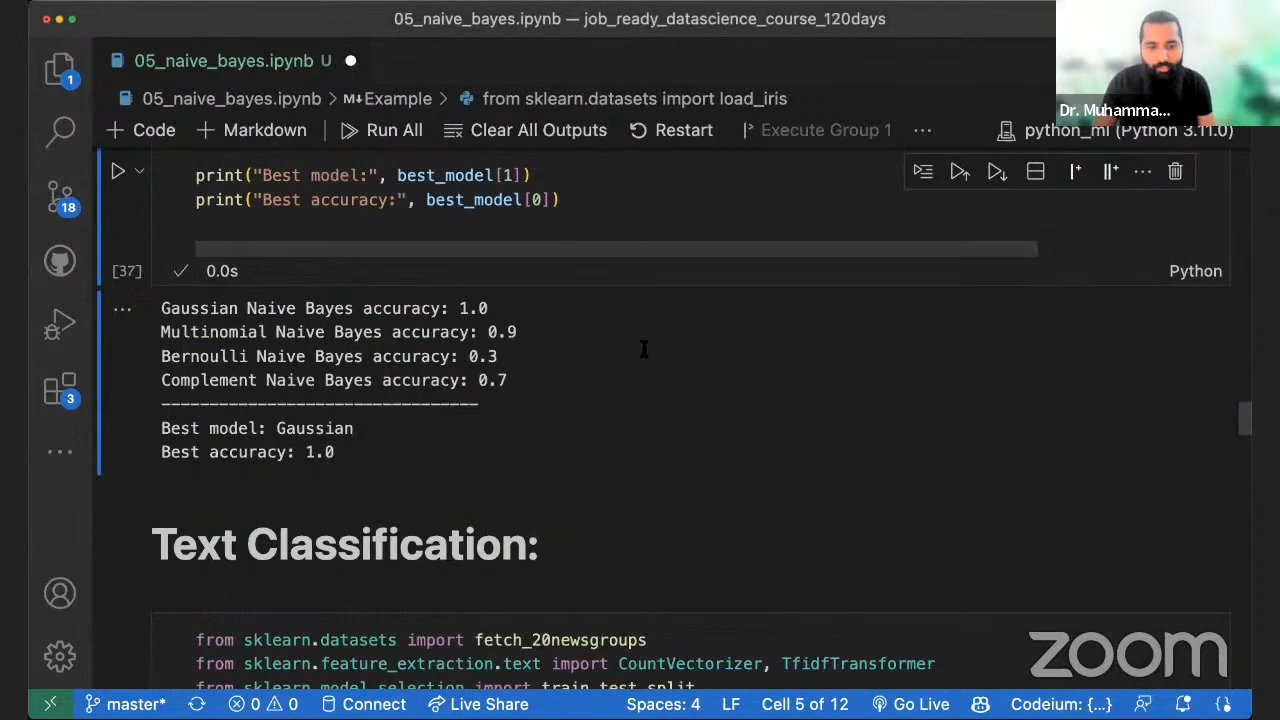 05_naive_bayes.ipynb — job_ready_datascience_course_120days
05_naive_bayes.ipynb U
1
05_naive_bayes.ipynb > M↓Example > from sklearn.datasets import load_iris
Dr. Muhamma...
+ Code + Markdown Run All Clear All Outputs Restart Execute Group 1 ... python_ml (Python 3.11.0)
print("Best model:", best_model[1])
print("Best accuracy:", best_model[0])
18
[37] ✓ 0.0s Python
Gaussian Naive Bayes accuracy: 1.0
Multinomial Naive Bayes accuracy: 0.9
Bernoulli Naive Bayes accuracy: 0.3
Complement Naive Bayes accuracy: 0.7
---------------------------------
3
Best model: Gaussian
Best accuracy: 1.0
Text Classification:
from sklearn.datasets import fetch_20newsgroups
from sklearn.feature_extraction.text import CountVectorizer, TfidfTransformer
from sklearn.model_selection import train_test_split
zoom
master* 0 0 Connect Live Share Spaces: 4 LF Cell 5 of 12 Go Live Codeium: {...}